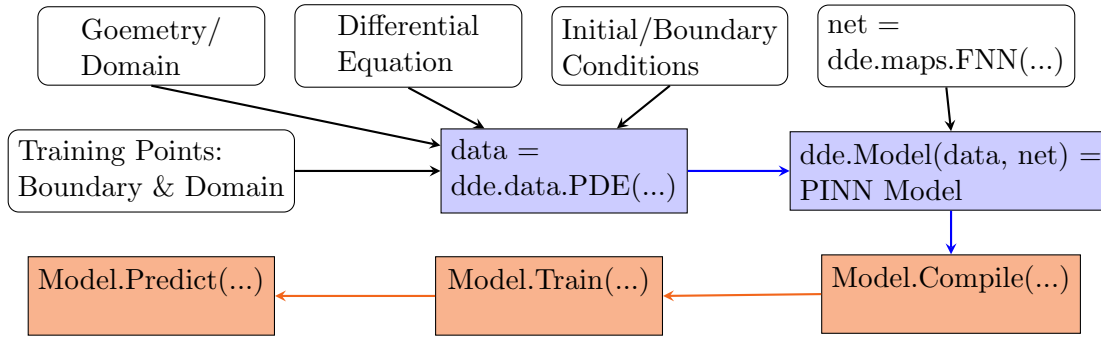 Goemetry/
Domain
Differential
Equation
Initial/Boundary
Conditions
net =
dde.maps.FNN(...)
Training Points:
Boundary & Domain
data =
dde.data.PDE(...)
dde.Model(data, net) =
PINN Model
Model.Predict(...)
Model.Train(...)
Model.Compile(...)